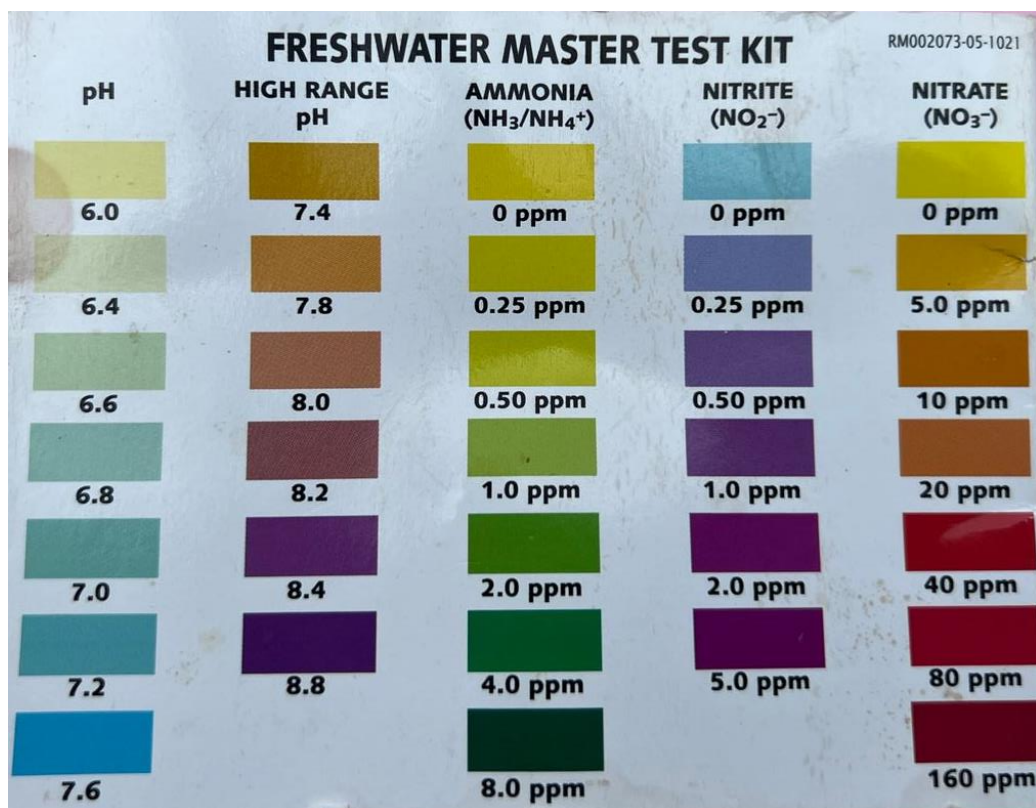 FRESHWATER MASTER TEST KIT
RM002073-05-1021
pH HIGH RANGE pH AMMONIA (NH₃/NH₄⁺) NITRITE (NO₂⁻) NITRATE (NO₃⁻)
6.0 7.4 0 ppm 0 ppm 0 ppm
6.4 7.8 0.25 ppm 0.25 ppm 5.0 ppm
6.6 8.0 0.50 ppm 0.50 ppm 10 ppm
6.8 8.2 1.0 ppm 1.0 ppm 20 ppm
7.0 8.4 2.0 ppm 2.0 ppm 40 ppm
7.2 8.8 4.0 ppm 5.0 ppm 80 ppm
7.6 8.0 ppm 160 ppm